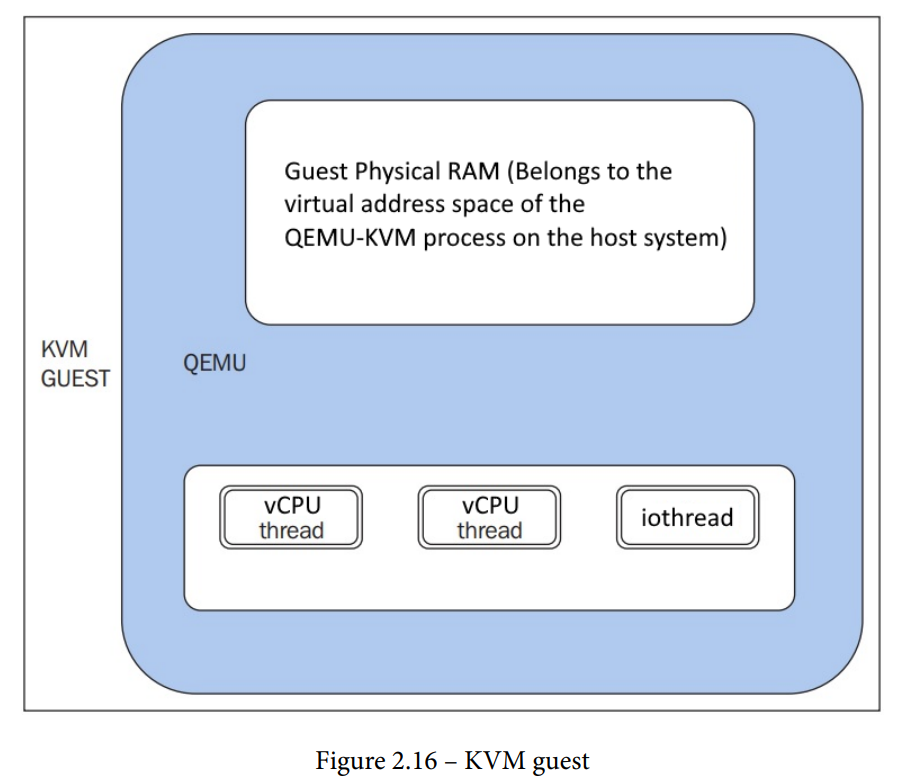 Guest Physical RAM (Belongs to the
virtual address space of the
QEMU-KVM process on the host system)
KVM
GUEST
QEMU
vCPU
thread
vCPU
thread
iothread
Figure 2.16 – KVM guest